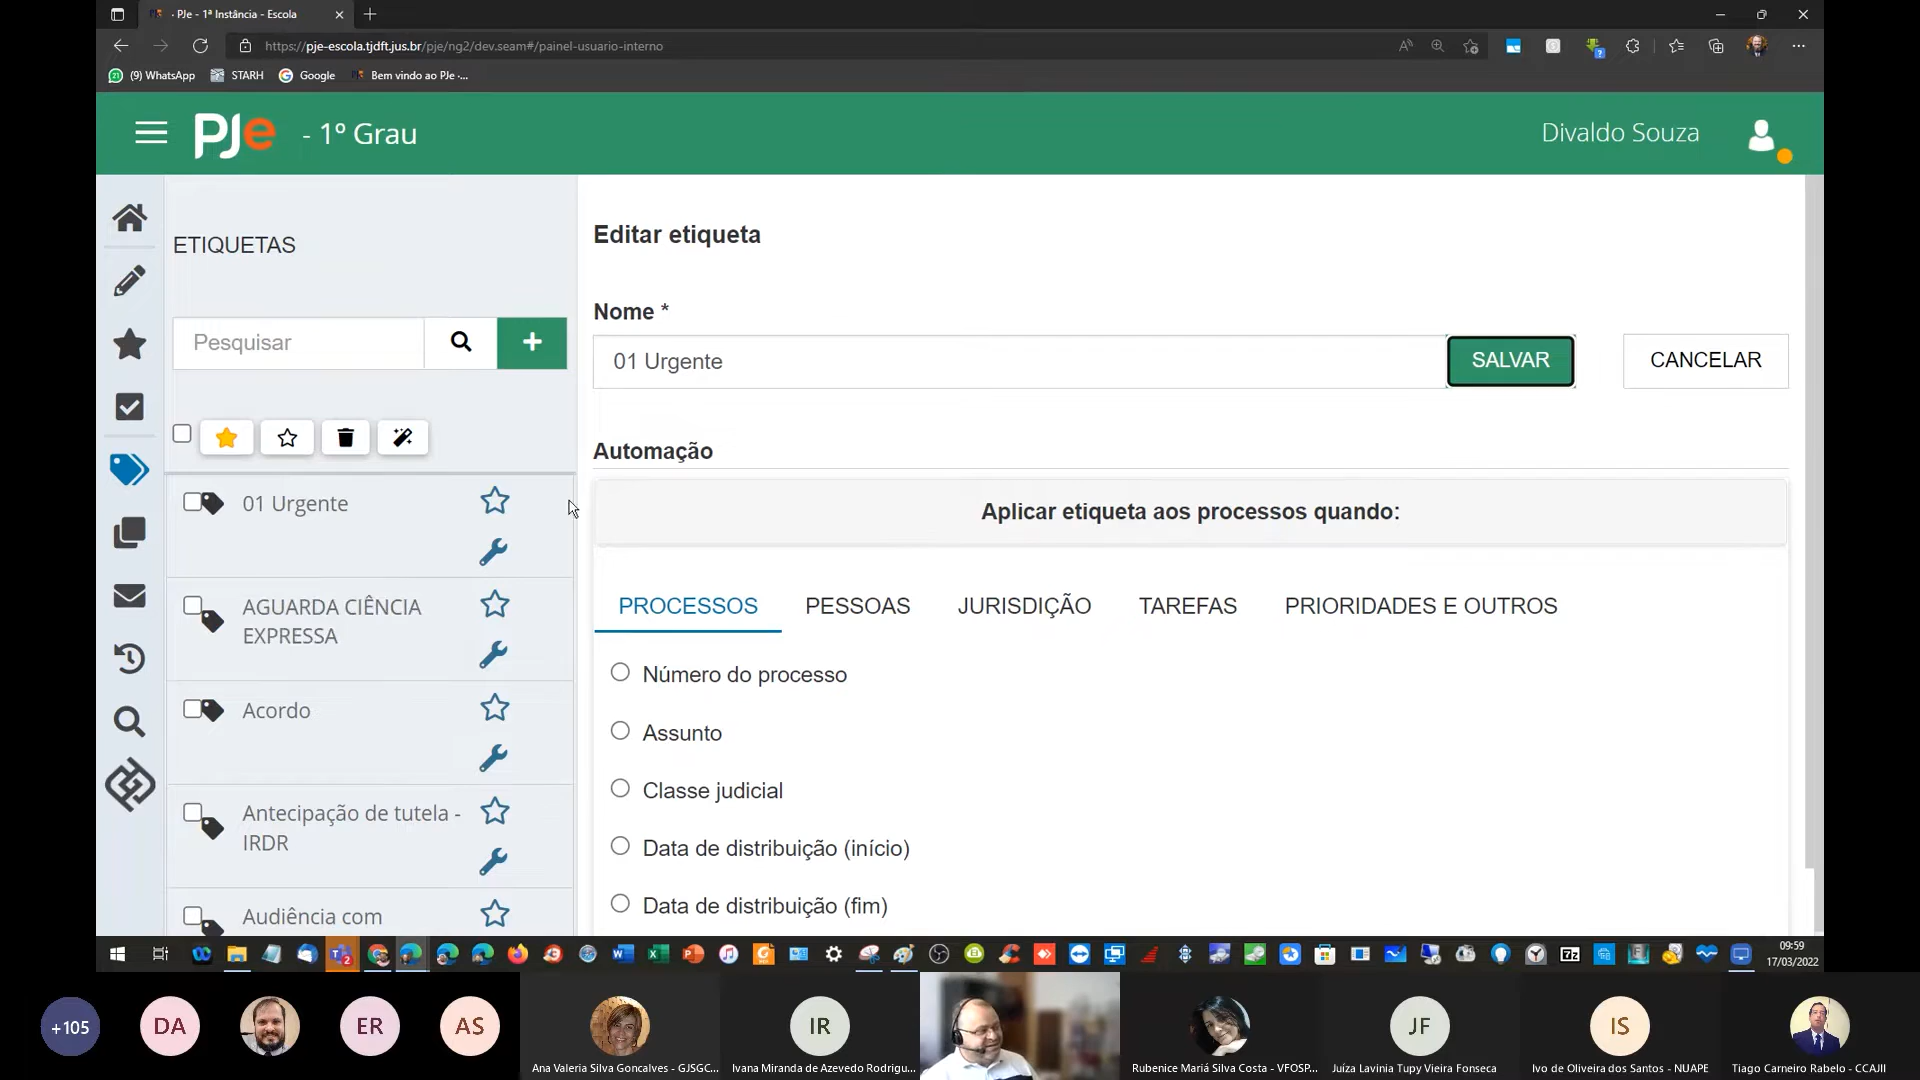 · PJe - 1ª Instância - Escola
https://pje-escola.tjdft.jus.br/pje/ng2/dev.seam#/painel-usuario-interno
(9) WhatsApp
STARH
Google
Bem vindo ao PJe ·...
PJe - 1º Grau
Divaldo Souza
ETIQUETAS
Pesquisar
01 Urgente
AGUARDA CIÊNCIA
EXPRESSA
Acordo
Antecipação de tutela -
IRDR
Audiência com
Editar etiqueta
Nome *
01 Urgente
SALVAR
CANCELAR
Automação
Aplicar etiqueta aos processos quando:
PROCESSOS
PESSOAS
JURISDIÇÃO
TAREFAS
PRIORIDADES E OUTROS
Número do processo
Assunto
Classe judicial
Data de distribuição (início)
Data de distribuição (fim)
09:59
17/03/2022
+105
DA
ER
AS
IR
JF
IS
Ana Valeria Silva Goncalves - GJSGC...
Ivana Miranda de Azevedo Rodrigu...
Rubenice Mariá Silva Costa - VFOSP...
Juíza Lavinia Tupy Vieira Fonseca
Ivo de Oliveira dos Santos - NUAPE
Tiago Carneiro Rabelo - CCAJII